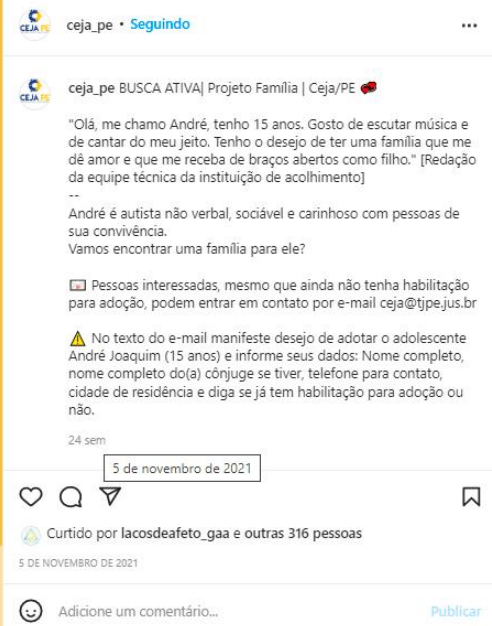 CEJA PE
ceja_pe • Seguindo
...
CEJA PE
ceja_pe BUSCA ATIVA| Projeto Família | Ceja/PE
"Olá, me chamo André, tenho 15 anos. Gosto de escutar música e
de cantar do meu jeito. Tenho o desejo de ter uma família que me
dê amor e que me receba de braços abertos como filho." [Redação
da equipe técnica da instituição de acolhimento]
--
André é autista não verbal, sociável e carinhoso com pessoas de
sua convivência.
Vamos encontrar uma família para ele?
💌 Pessoas interessadas, mesmo que ainda não tenha habilitação
para adoção, podem entrar em contato por e-mail ceja@tjpe.jus.br
⚠️ No texto do e-mail manifeste desejo de adotar o adolescente
André Joaquim (15 anos) e informe seus dados: Nome completo,
nome completo do(a) cônjuge se tiver, telefone para contato,
cidade de residência e diga se já tem habilitação para adoção ou
não.
24 sem
5 de novembro de 2021
Curtido por lacosdeafeto_gaa e outras 316 pessoas
5 DE NOVEMBRO DE 2021
Adicione um comentário...
Publicar